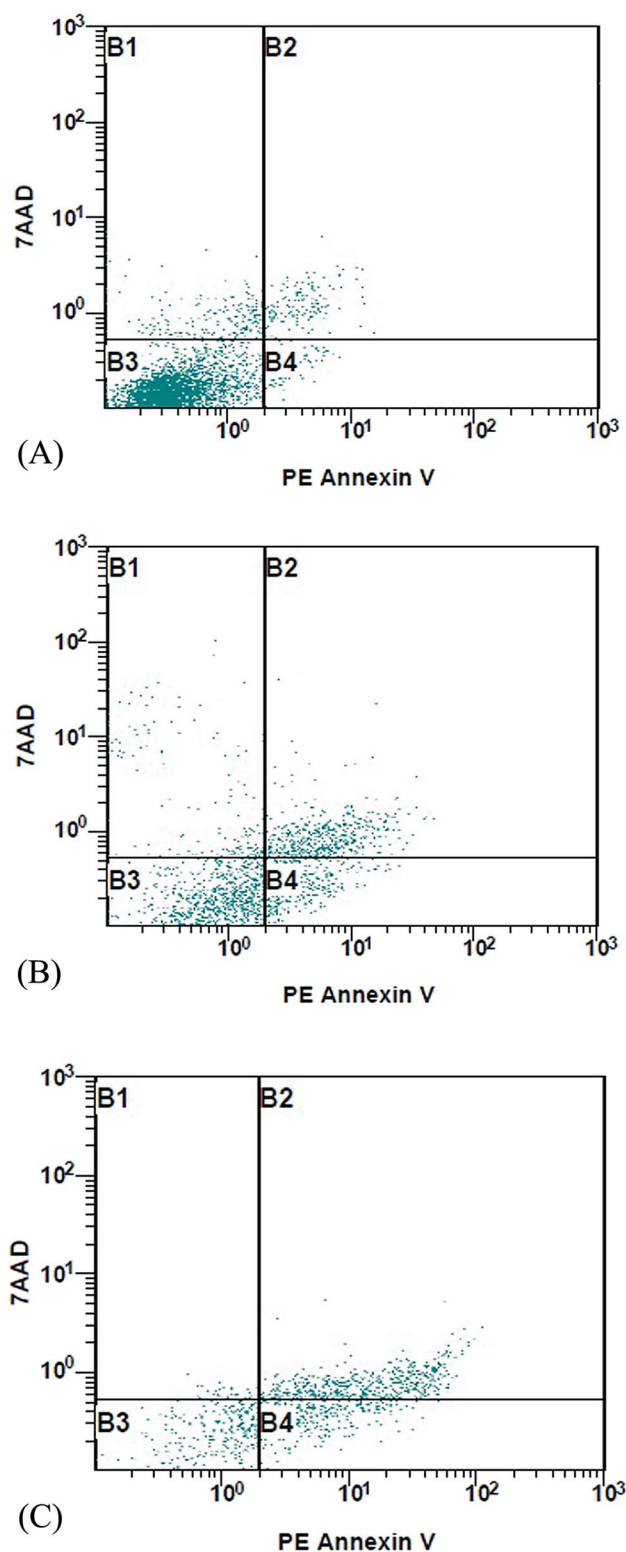 10³
B1 B2
10²
7AAD
10¹
10⁰
B3 B4
10⁰ 10¹ 10² 10³
(A)
PE Annexin V
10³
B1 B2
10²
7AAD
10¹
10⁰
B3 B4
10⁰ 10¹ 10² 10³
(B)
PE Annexin V
10³
B1 B2
10²
7AAD
10¹
10⁰
B3 B4
10⁰ 10¹ 10² 10³
(C)
PE Annexin V